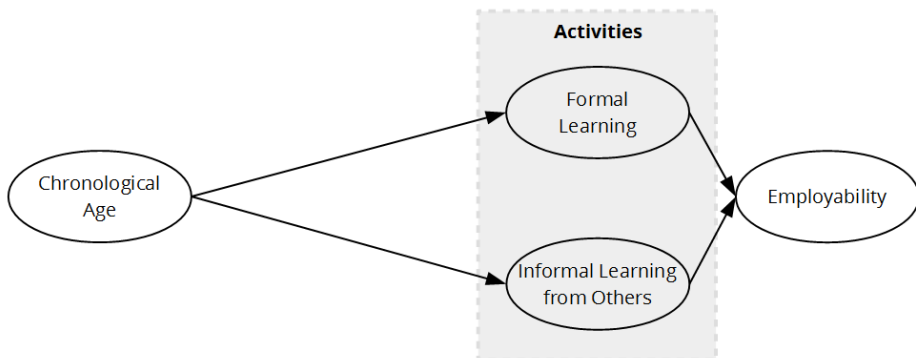 Activities
Formal
Learning
Chronological
Age
Employability
Informal Learning
from Others